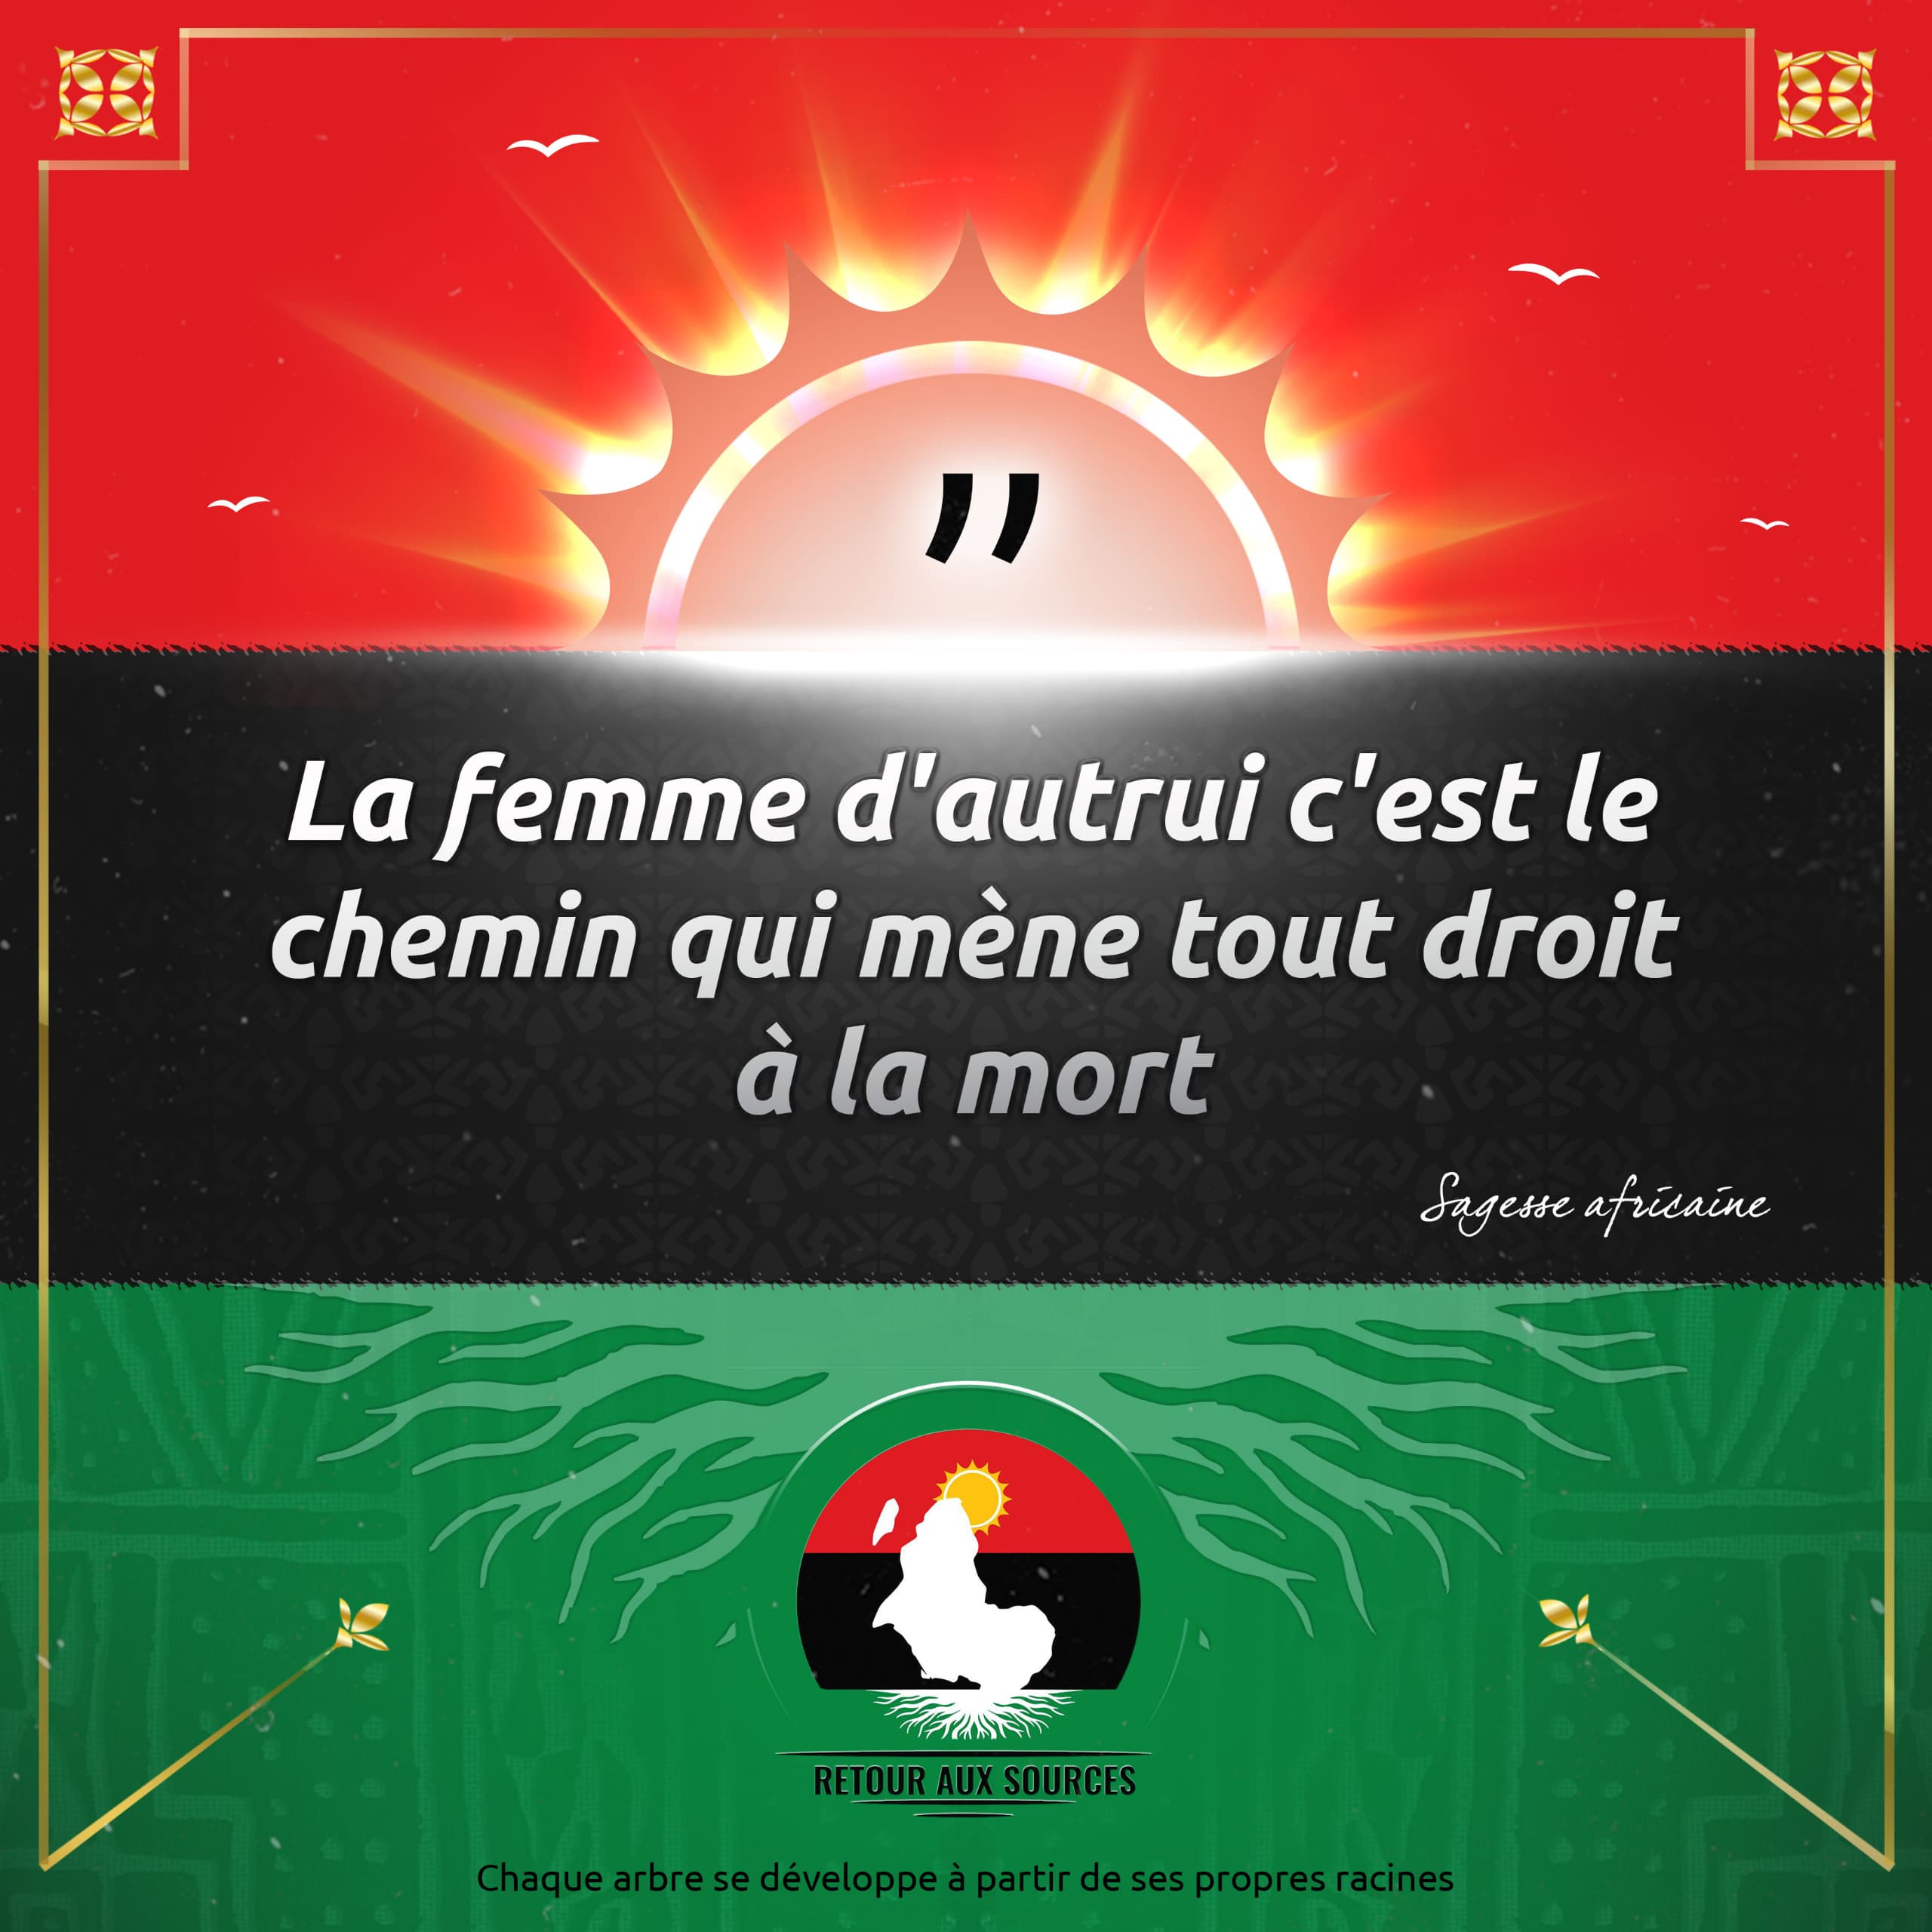 ”
La femme d'autrui c'est le
chemin qui mène tout droit
à la mort
Sagesse africaine
RETOUR AUX SOURCES
Chaque arbre se développe à partir de ses propres racines